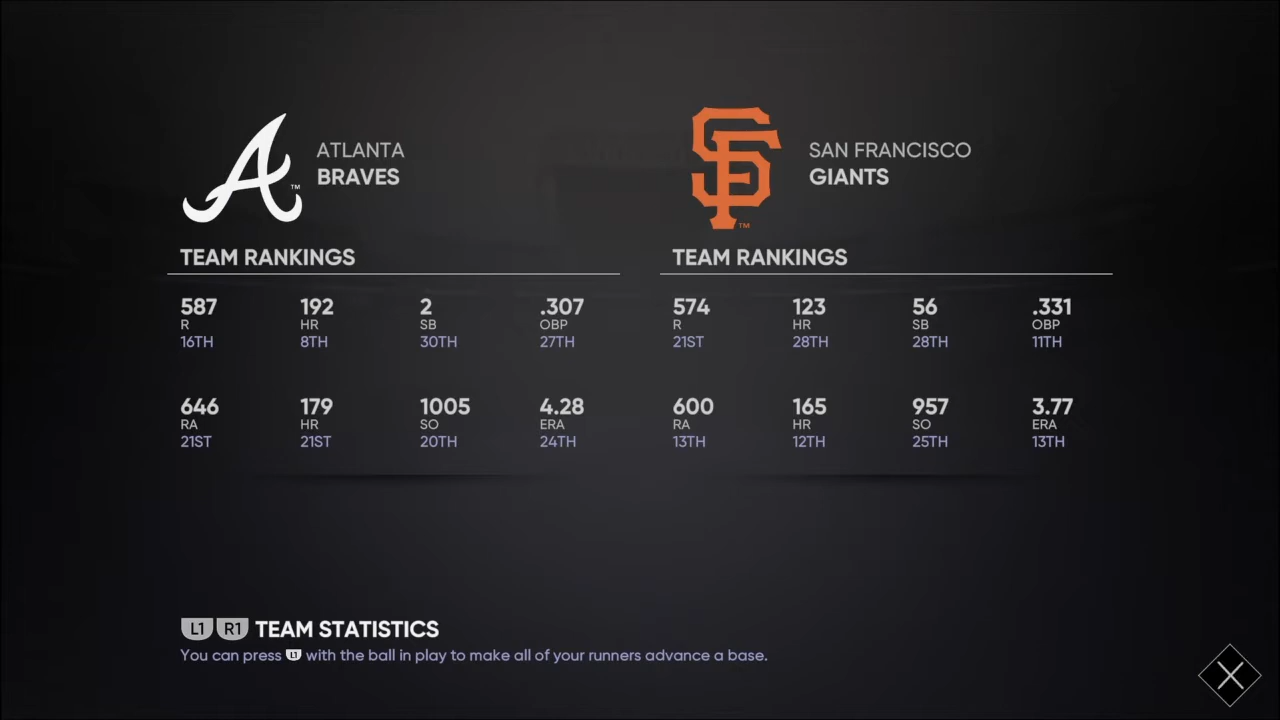 ATLANTA
BRAVES
TEAM RANKINGS
587 192 2 .307
R HR SB OBP
16TH 8TH 30TH 27TH
646 179 1005 4.28
RA HR SO ERA
21ST 21ST 20TH 24TH
SF™
SAN FRANCISCO
GIANTS
TEAM RANKINGS
574 123 56 .331
R HR SB OBP
21ST 28TH 28TH 11TH
600 165 957 3.77
RA HR SO ERA
13TH 12TH 25TH 13TH
L1 R1 TEAM STATISTICS
You can press L1 with the ball in play to make all of your runners advance a base.